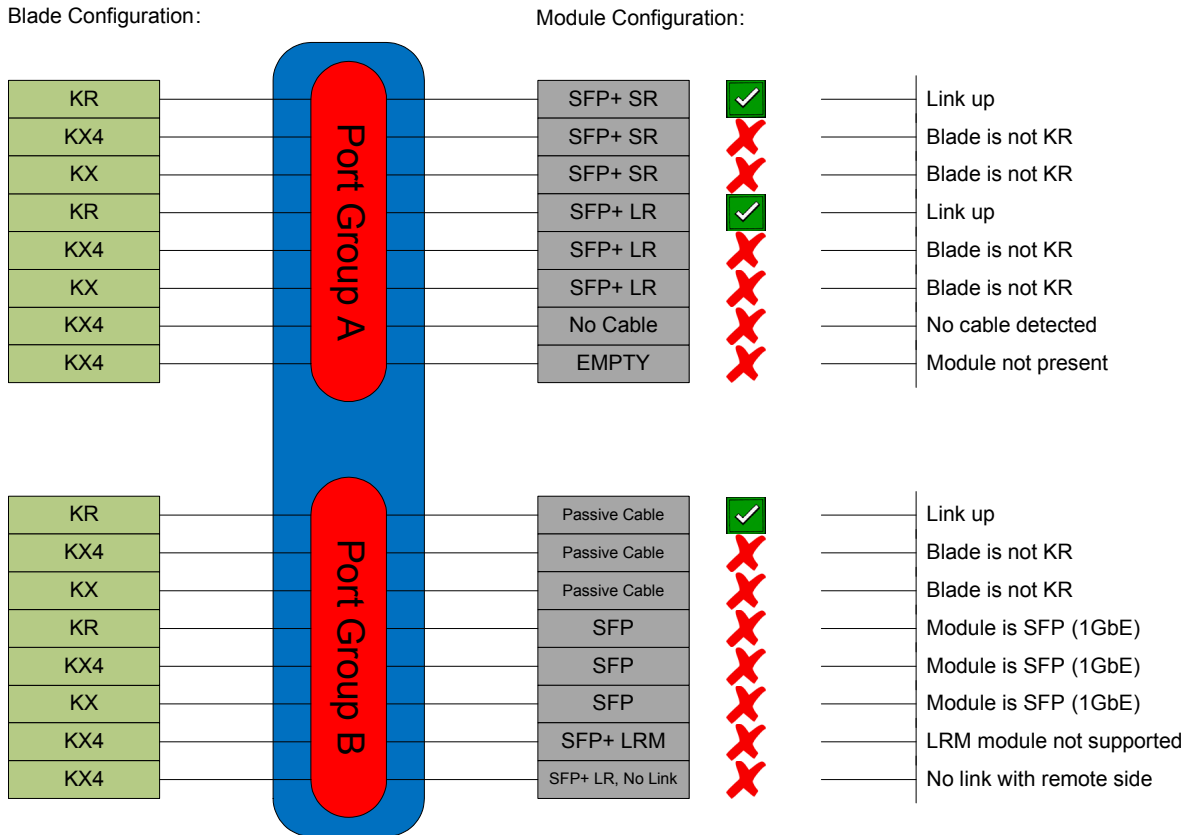 Blade Configuration: Module Configuration:
KR SFP+ SR Link up
KX4 SFP+ SR Blade is not KR
KX SFP+ SR Blade is not KR
KR SFP+ LR Link up
KX4 SFP+ LR Blade is not KR
KX SFP+ LR Blade is not KR
KX4 No Cable No cable detected
KX4 EMPTY Module not present
Port Group A
KR Passive Cable Link up
KX4 Passive Cable Blade is not KR
KX Passive Cable Blade is not KR
KR SFP Module is SFP (1GbE)
KX4 SFP Module is SFP (1GbE)
KX SFP Module is SFP (1GbE)
KX4 SFP+ LRM LRM module not supported
KX4 SFP+ LR, No Link No link with remote side
Port Group B